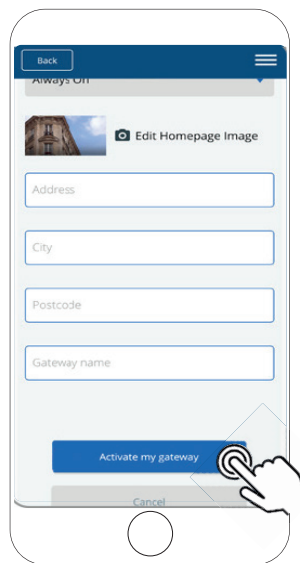 Back
Always On
Edit Homepage Image
Address
City
Postcode
Gateway name
Activate my gateway
Cancel